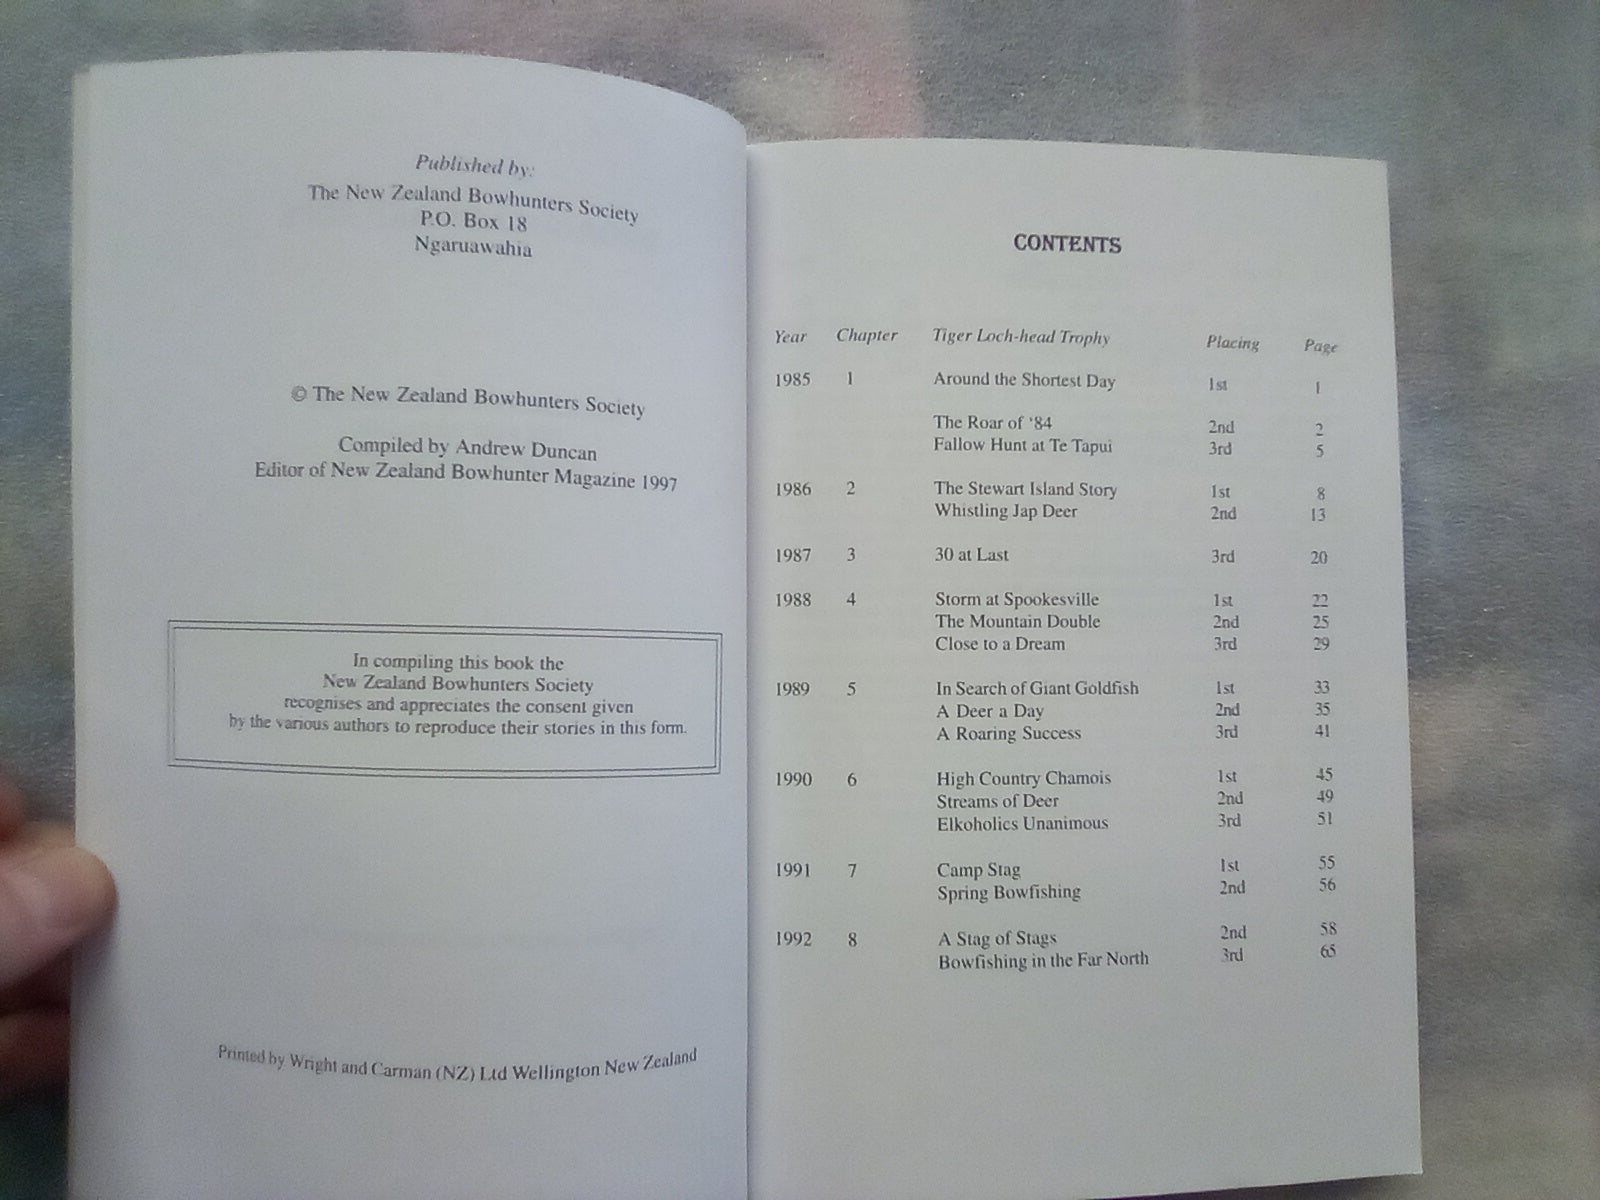 Published by:
The New Zealand Bowhunters Society
P.O. Box 18
Ngaruawahia
© The New Zealand Bowhunters Society
Compiled by Andrew Duncan
Editor of New Zealand Bowhunter Magazine 1997
In compiling this book the
New Zealand Bowhunters Society
recognises and appreciates the consent given
by the various authors to reproduce their stories in this form.
Printed by Wright and Carman (NZ) Ltd Wellington New Zealand
CONTENTS
Year Chapter Tiger Loch-head Trophy Placing Page
1985 1 Around the Shortest Day 1st 1
The Roar of ‘84 2nd 2
Fallow Hunt at Te Tapui 3rd 5
1986 2 The Stewart Island Story 1st 8
Whistling Jap Deer 2nd 13
1987 3 30 at Last 3rd 20
1988 4 Storm at Spookesville 1st 22
The Mountain Double 2nd 25
Close to a Dream 3rd 29
1989 5 In Search of Giant Goldfish 1st 33
A Deer a Day 2nd 35
A Roaring Success 3rd 41
1990 6 High Country Chamois 1st 45
Streams of Deer 2nd 49
Elkoholics Unanimous 3rd 51
1991 7 Camp Stag 1st 55
Spring Bowfishing 2nd 56
1992 8 A Stag of Stags 2nd 58
Bowfishing in the Far North 3rd 65